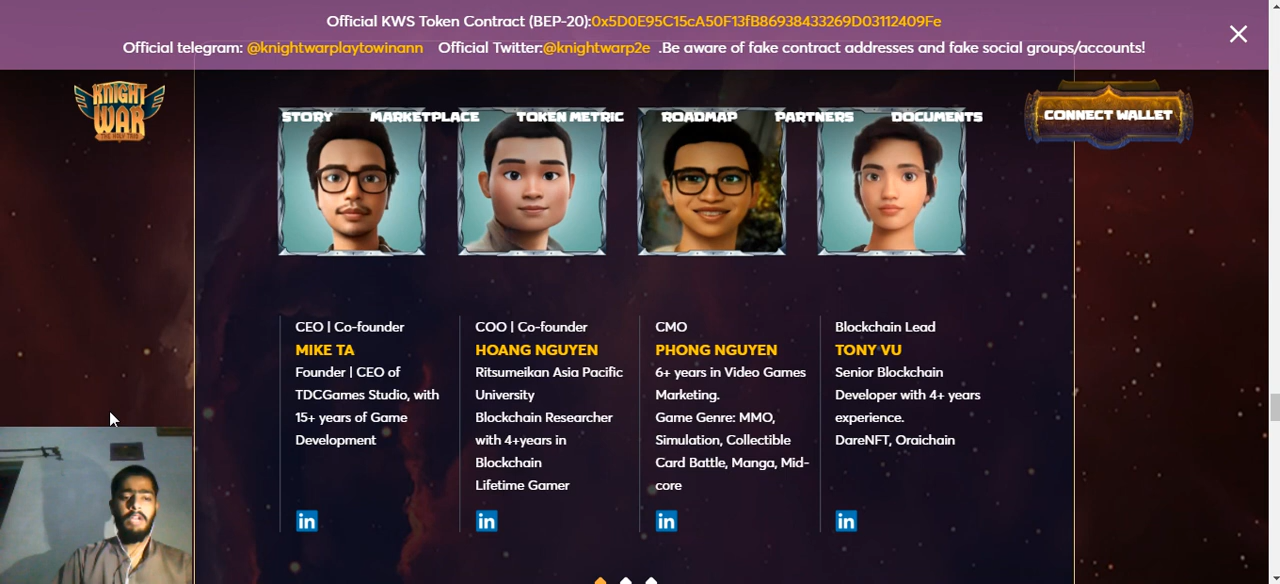 Official KWS Token Contract (BEP-20):0x5D0E95C15cA50F13fB86938433269D03112409Fe
Official telegram: @knightwarplaytowinann Official Twitter:@knightwarp2e .Be aware of fake contract addresses and fake social groups/accounts!
KNIGHT
WAR
THE HOLY TRIO
STORY MARKETPLACE TOKEN METRIC ROADMAP PARTNERS DOCUMENTS
CONNECT WALLET
CEO | Co-founder
MIKE TA
Founder | CEO of
TDCGames Studio, with
15+ years of Game
Development
in
COO | Co-founder
HOANG NGUYEN
Ritsumeikan Asia Pacific
University
Blockchain Researcher
with 4+years in
Blockchain
Lifetime Gamer
in
CMO
PHONG NGUYEN
6+ years in Video Games
Marketing.
Game Genre: MMO,
Simulation, Collectible
Card Battle, Manga, Mid-
core
in
Blockchain Lead
TONY VU
Senior Blockchain
Developer with 4+ years
experience.
DareNFT, Oraichain
in